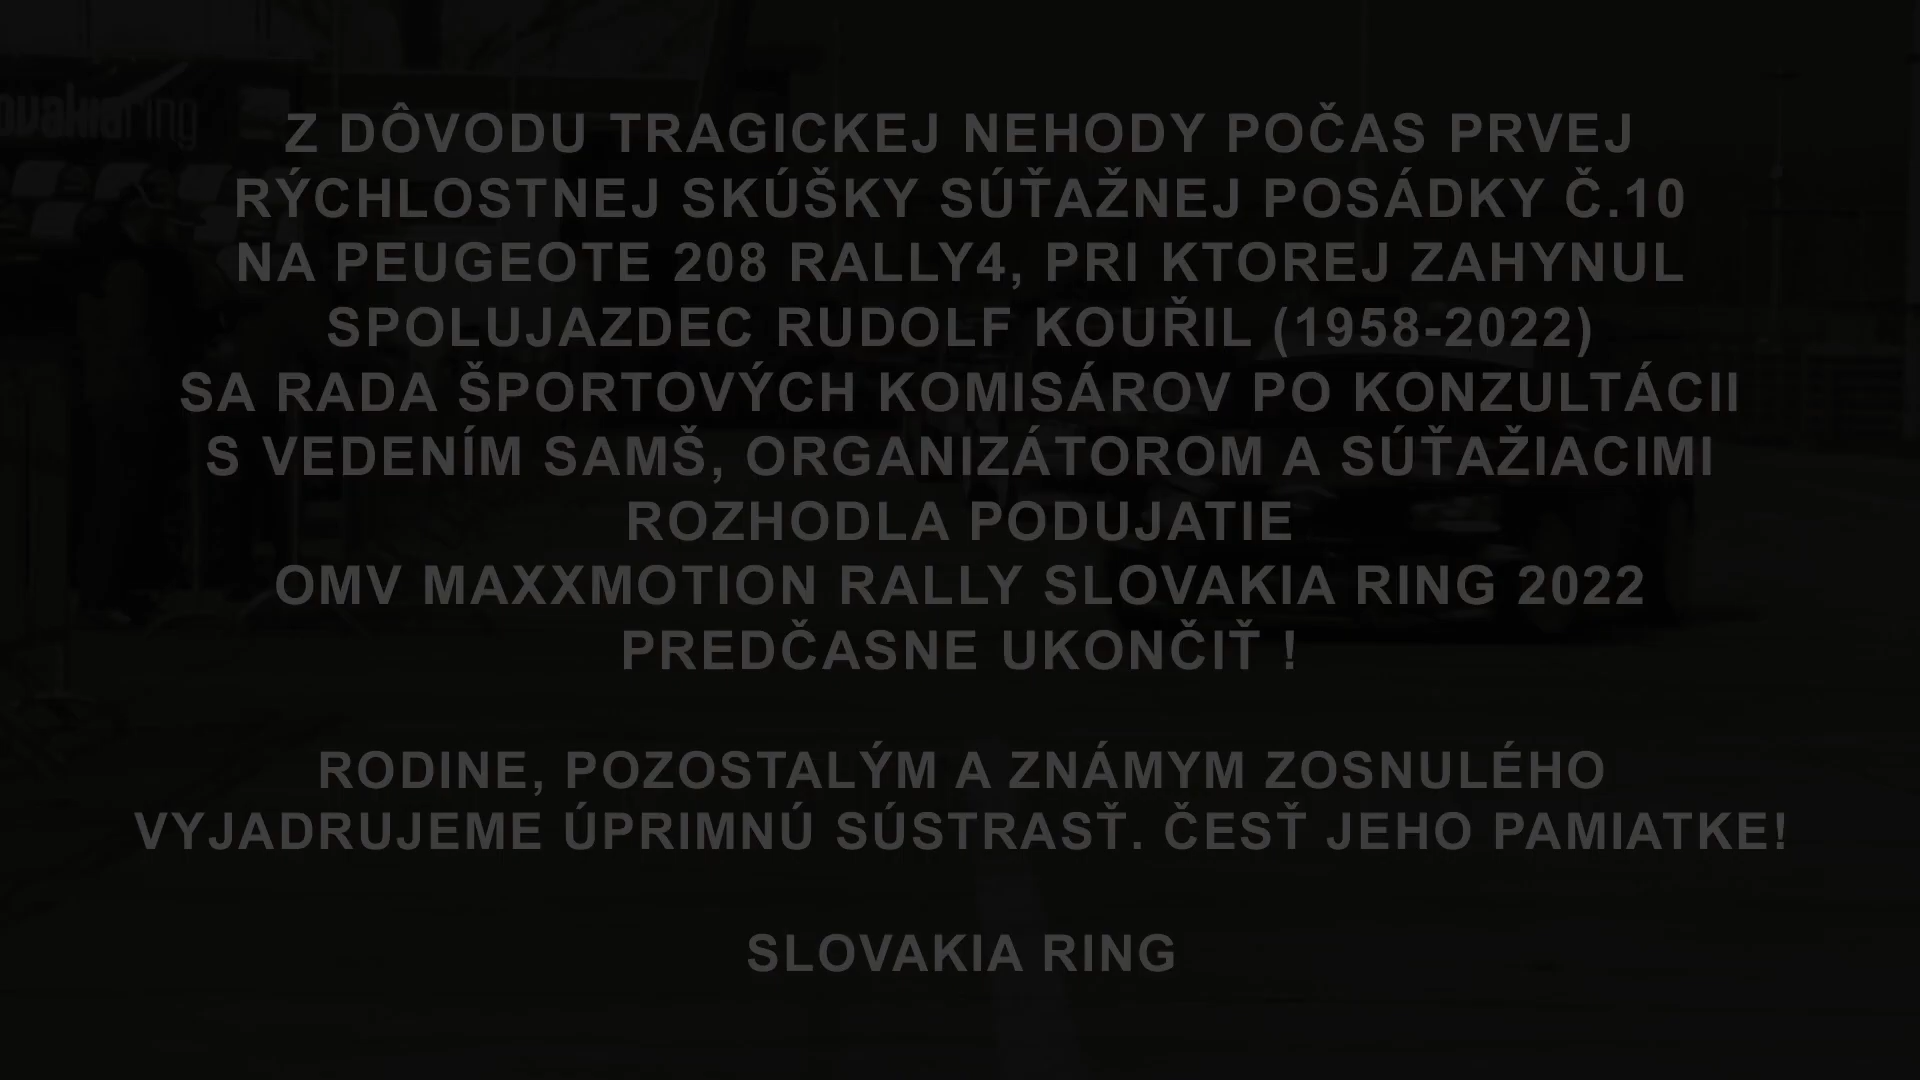 ovakiaring
Z DÔVODU TRAGICKEJ NEHODY POČAS PRVEJ
RÝCHLOSTNEJ SKÚŠKY SÚŤAŽNEJ POSÁDKY Č.10
NA PEUGEOTE 208 RALLY4, PRI KTOREJ ZAHYNUL
SPOLUJAZDEC RUDOLF KOUŘIL (1958-2022)
SA RADA ŠPORTOVÝCH KOMISÁROV PO KONZULTÁCII
S VEDENÍM SAMŠ, ORGANIZÁTOROM A SÚŤAŽIACIMI
ROZHODLA PODUJATIE
OMV MAXXMOTION RALLY SLOVAKIA RING 2022
PREDČASNE UKONČIŤ !
RODINE, POZOSTALÝM A ZNÁMYM ZOSNULÉHO
VYJADRUJEME ÚPRIMNÚ SÚSTRASŤ. ČESŤ JEHO PAMIATKE!
SLOVAKIA RING